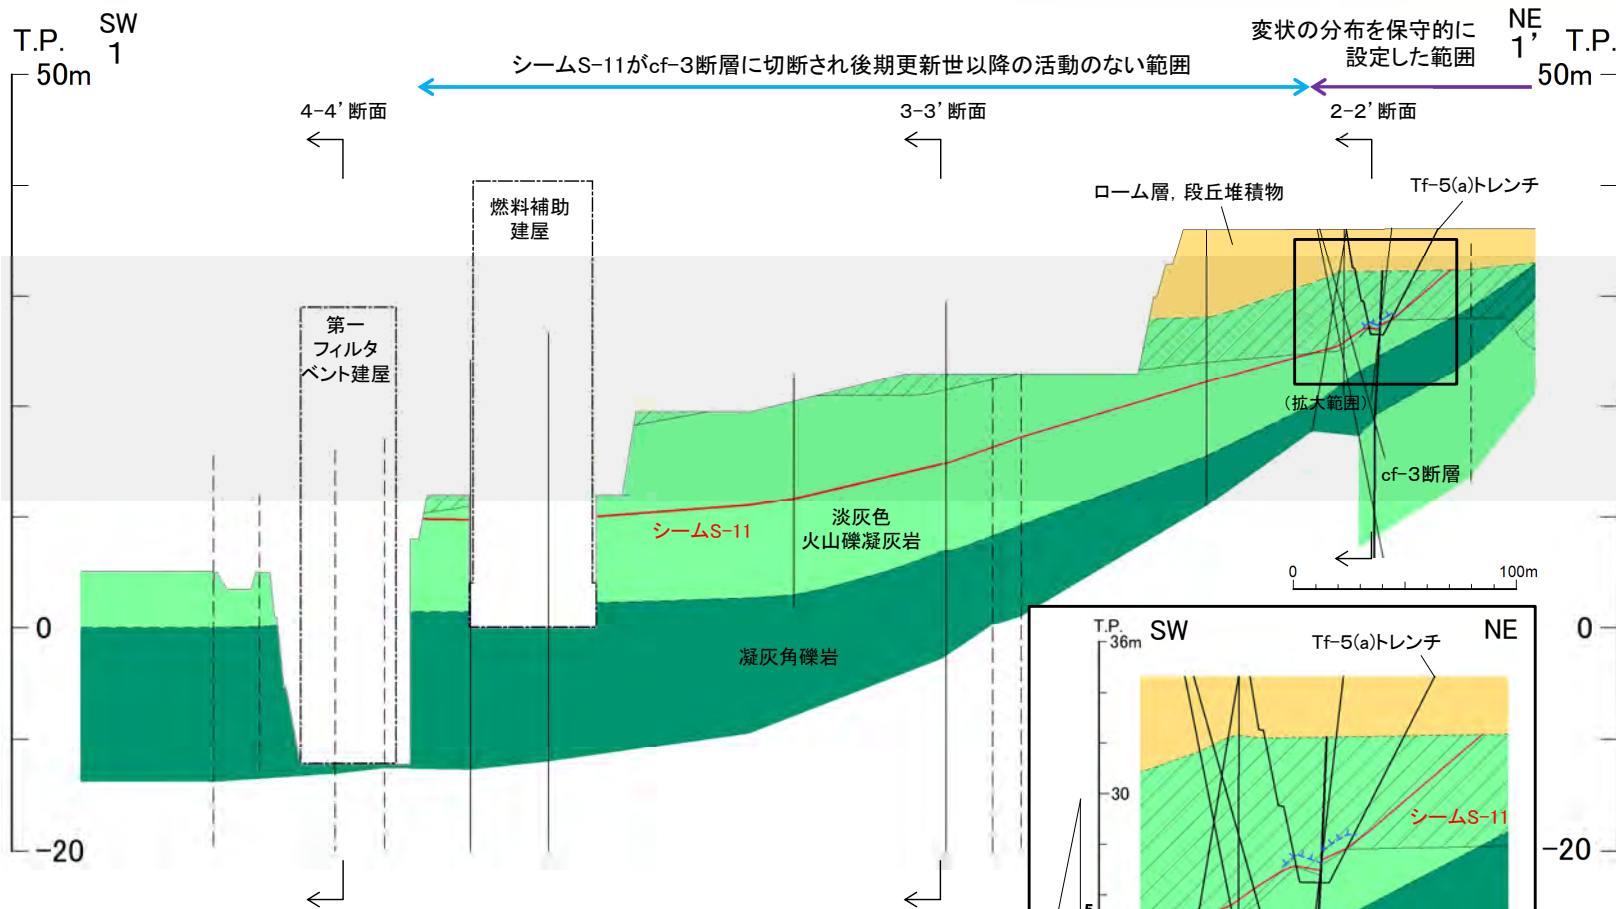 SW
1
T.P.
50m
シームS-11がcf-3断層に切断され後期更新世以降の活動のない範囲
変状の分布を保守的に
設定した範囲
NE
1’
T.P.
50m
4-4’断面
3-3’断面
2-2’断面
燃料補助
建屋
ローム層, 段丘堆積物
Tf-5(a)トレンチ
第一
フィルタ
ベント建屋
(拡大範囲)
cf-3断層
シームS-11
淡灰色
火山礫凝灰岩
0
100m
0
0
凝灰角礫岩
T.P.
36m
SW
Tf-5(a)トレンチ
NE
30
シームS-11
-20
-20
5